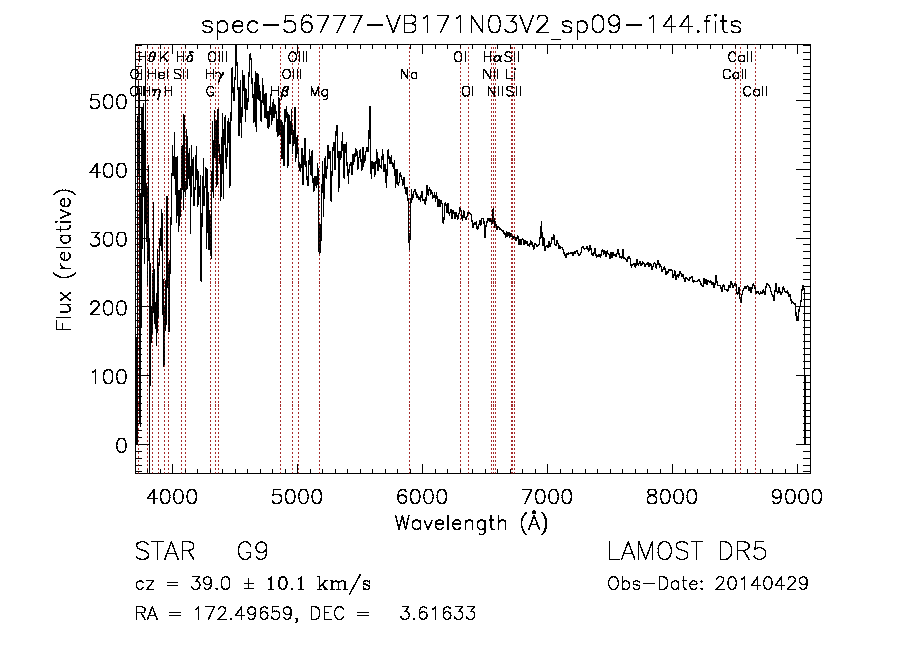 spec-56777-VB171N03V2_sp09-144.fits
Hθ K Hδ OIII OIII OI Hα SII CaII
OI HeI SII Hγ OIII Na NII Li CaII
OII Hη H G Hβ Mg OI NII SII CaII
500
400
300
200
100
0
Flux (relative)
4000 5000 6000 7000 8000 9000
Wavelength (Å)
STAR G9 LAMOST DR5
cz = 39.0 ± 10.1 km/s Obs-Date: 20140429
RA = 172.49659, DEC = 3.61633